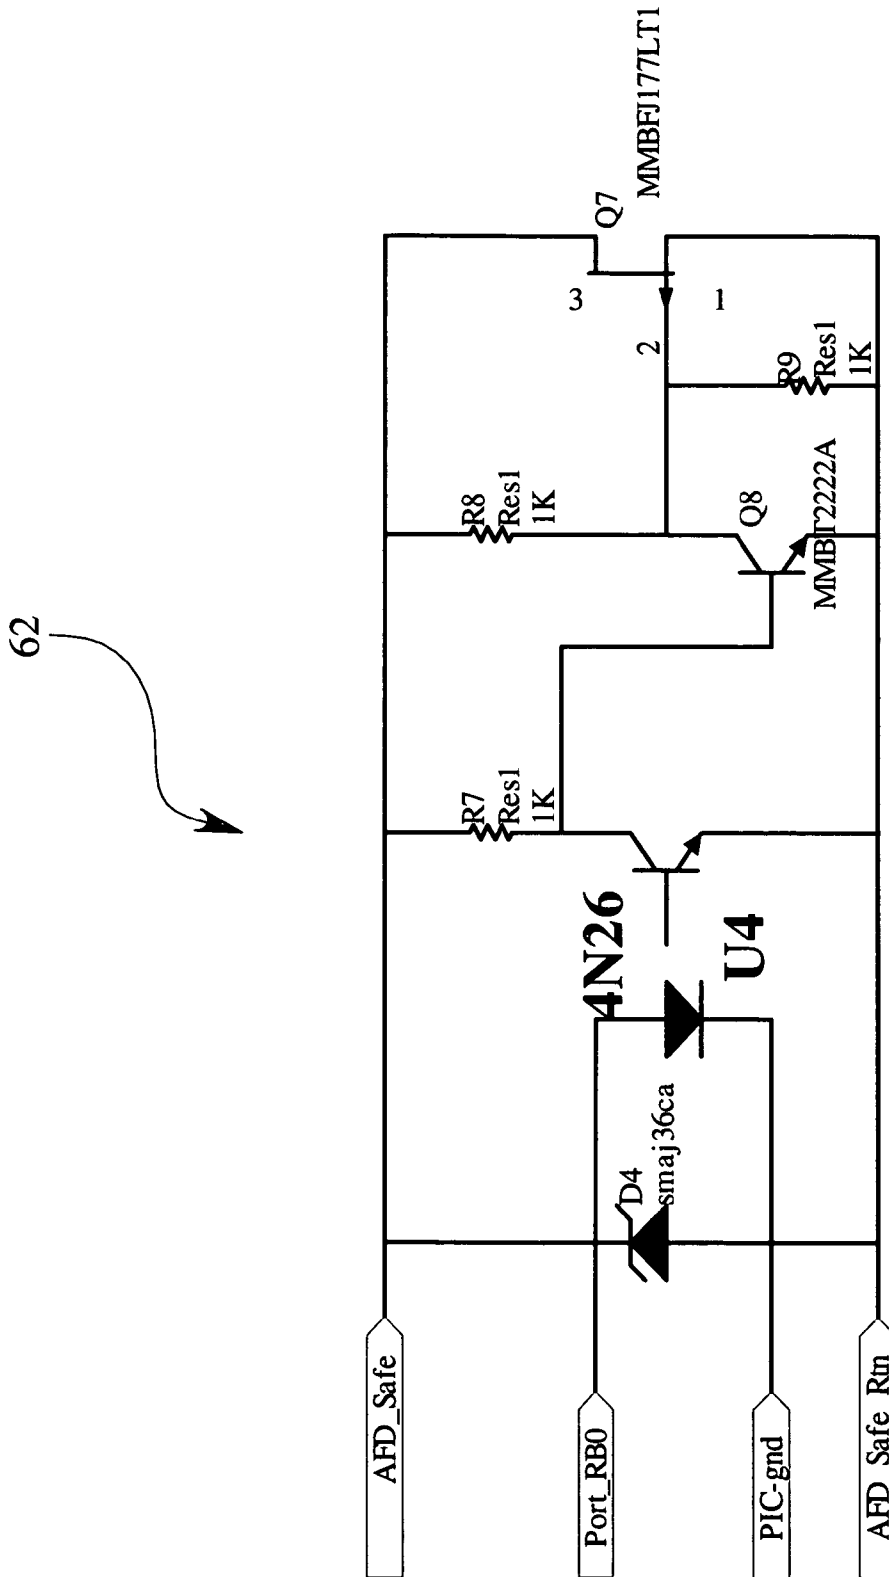 62
AFD_Safe
Port_RB0
PIC-gnd
AFD_Safe_Rtn
D4
smaj36ca
4N26
U4
R7
Res1
1K
R8
Res1
1K
Q8
MMBT2222A
R9
Res1
1K
3
2
1
Q7
MMBFJ177LT1